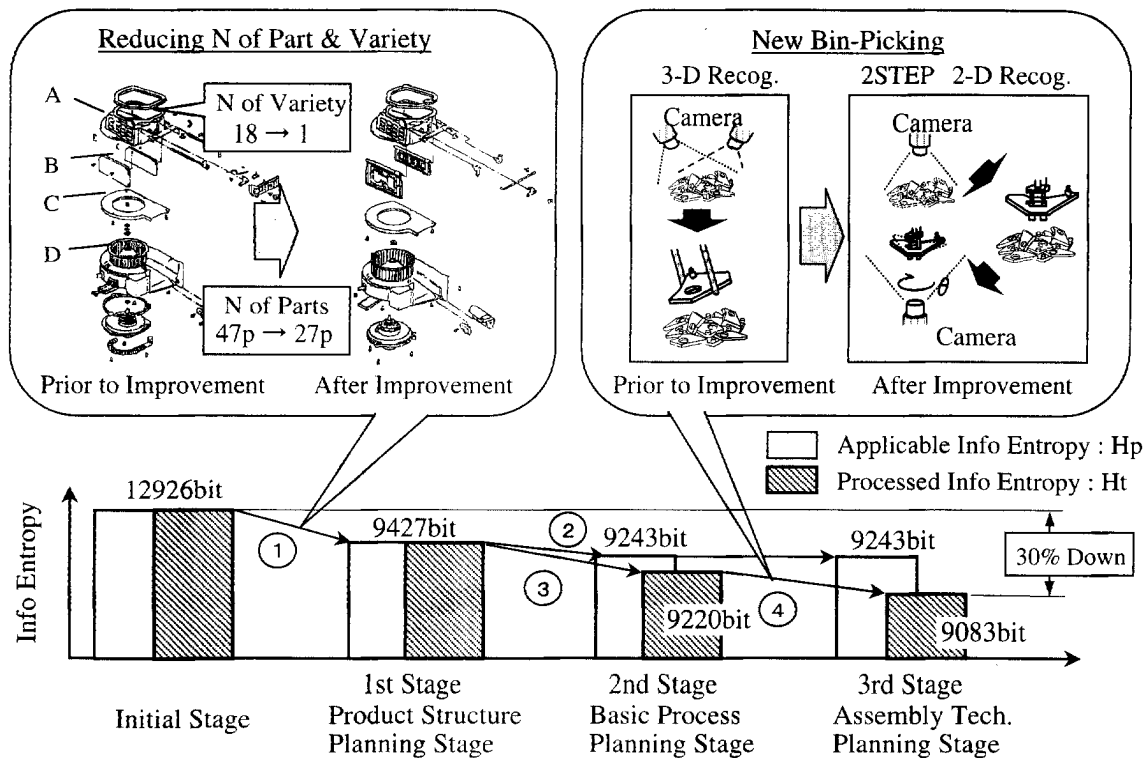 Reducing N of Part & Variety
A
B
C
D
N of Variety
18 → 1
N of Parts
47p → 27p
Prior to Improvement
After Improvement
New Bin-Picking
3-D Recog.
2STEP 2-D Recog.
Camera
Camera
Camera
Prior to Improvement
After Improvement
Applicable Info Entropy : Hp
Processed Info Entropy : Ht
Info Entropy
12926bit
1
9427bit
2
3
9243bit
9220bit
4
9243bit
9083bit
30% Down
Initial Stage
1st Stage
Product Structure
Planning Stage
2nd Stage
Basic Process
Planning Stage
3rd Stage
Assembly Tech.
Planning Stage